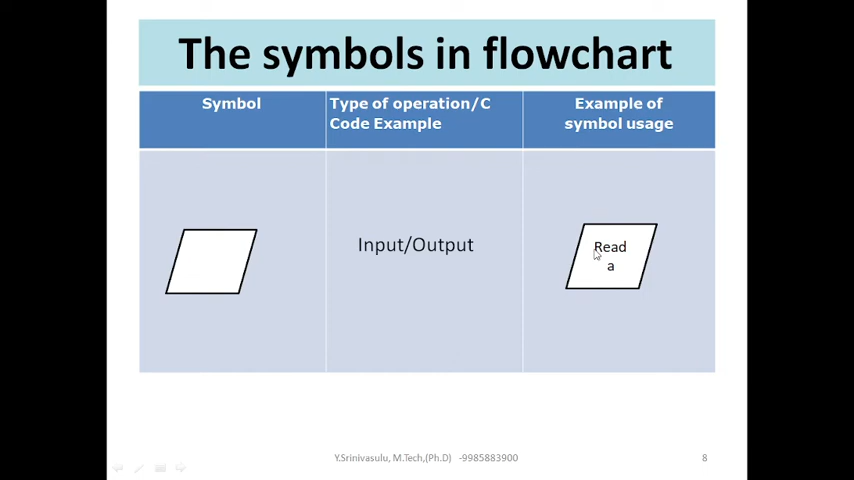 The symbols in flowchart
Symbol
Type of operation/C
Code Example
Example of
symbol usage
Input/Output
Read
a
Y.Srinivasulu, M.Tech,(Ph.D) -9985883900
8